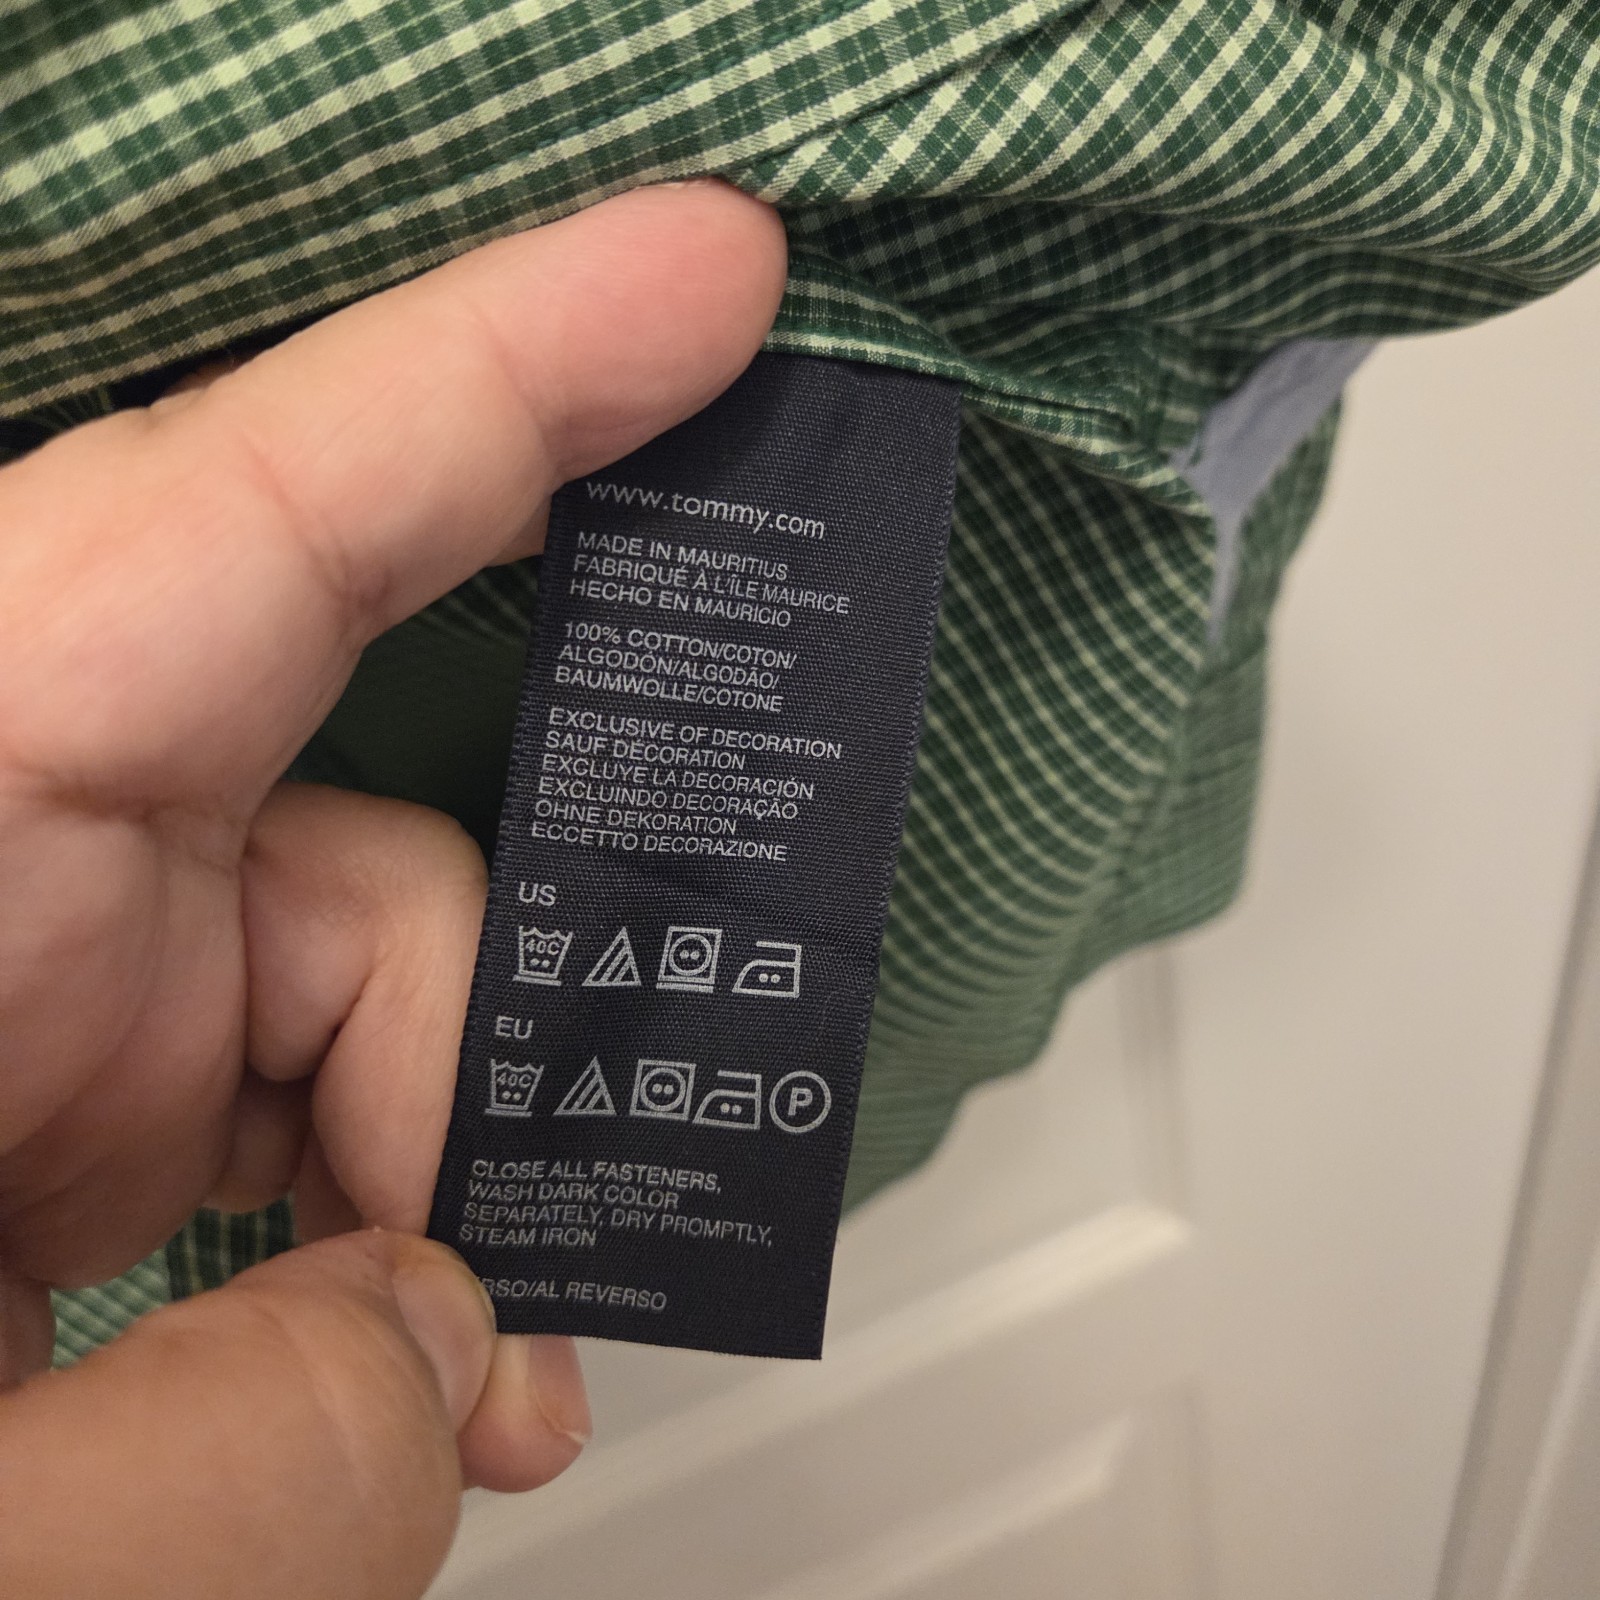 www.tommy.com
MADE IN MAURITIUS
FABRIQUÉ À L'ÎLE MAURICE
HECHO EN MAURICIO
100% COTTON/COTON/
ALGODÓN/ALGODÃO/
BAUMWOLLE/COTONE
EXCLUSIVE OF DECORATION
SAUF DÉCORATION
EXCLUYE LA DECORACIÓN
EXCLUINDO DECORAÇÃO
OHNE DEKORATION
ECCETTO DECORAZIONE
US
40C
EU
40C P
CLOSE ALL FASTENERS,
WASH DARK COLOR
SEPARATELY, DRY PROMPTLY,
STEAM IRON
RSO/AL REVERSO